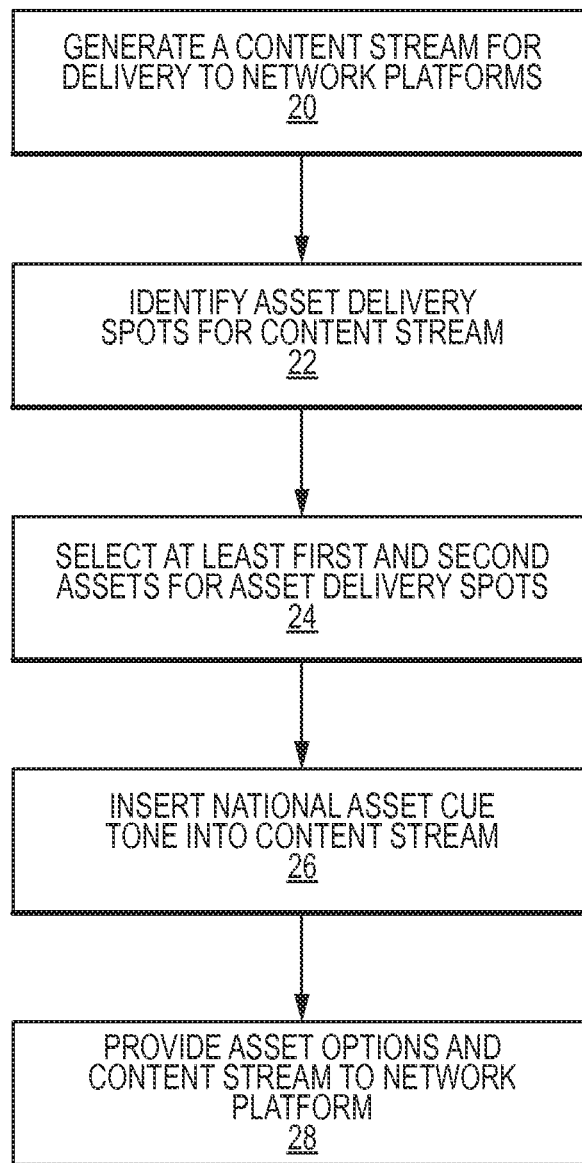 GENERATE A CONTENT STREAM FOR
DELIVERY TO NETWORK PLATFORMS
20
IDENTIFY ASSET DELIVERY
SPOTS FOR CONTENT STREAM
22
SELECT AT LEAST FIRST AND SECOND
ASSETS FOR ASSET DELIVERY SPOTS
24
INSERT NATIONAL ASSET CUE
TONE INTO CONTENT STREAM
26
PROVIDE ASSET OPTIONS AND
CONTENT STREAM TO NETWORK
PLATFORM
28